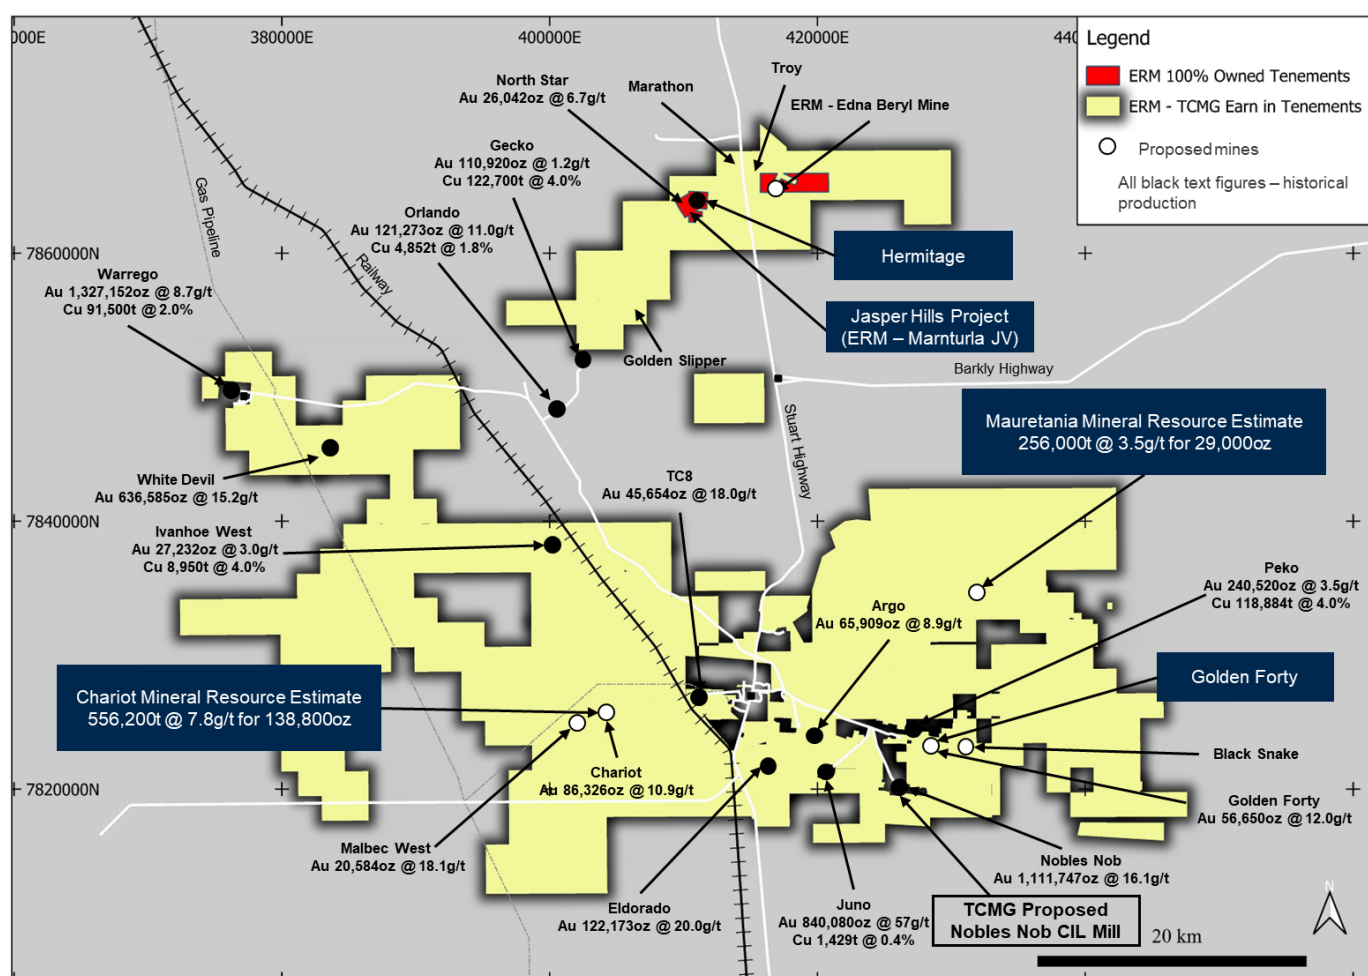 000E
380000E
400000E
420000E
440
Legend
ERM 100% Owned Tenements
ERM - TCMG Earn in Tenements
Proposed mines
All black text figures – historical
production
North Star
Au 26,042oz @ 6.7g/t
Marathon
Troy
ERM - Edna Beryl Mine
Gecko
Au 110,920oz @ 1.2g/t
Cu 122,700t @ 4.0%
Gas Pipeline
Orlando
Au 121,273oz @ 11.0g/t
Cu 4,852t @ 1.8%
Railway
7860000N
Hermitage
Warrego
Au 1,327,152oz @ 8.7g/t
Cu 91,500t @ 2.0%
Jasper Hills Project
(ERM – Marnturla JV)
Golden Slipper
Barkly Highway
Stuart Highway
Mauretania Mineral Resource Estimate
256,000t @ 3.5g/t for 29,000oz
White Devil
Au 636,585oz @ 15.2g/t
TC8
Au 45,654oz @ 18.0g/t
7840000N
Ivanhoe West
Au 27,232oz @ 3.0g/t
Cu 8,950t @ 4.0%
Peko
Au 240,520oz @ 3.5g/t
Cu 118,884t @ 4.0%
Argo
Au 65,909oz @ 8.9g/t
Chariot Mineral Resource Estimate
556,200t @ 7.8g/t for 138,800oz
Golden Forty
Black Snake
Chariot
Au 86,326oz @ 10.9g/t
7820000N
Golden Forty
Au 56,650oz @ 12.0g/t
Malbec West
Au 20,584oz @ 18.1g/t
Nobles Nob
Au 1,111,747oz @ 16.1g/t
Eldorado
Au 122,173oz @ 20.0g/t
Juno
Au 840,080oz @ 57g/t
Cu 1,429t @ 0.4%
TCMG Proposed
Nobles Nob CIL Mill
N
20 km